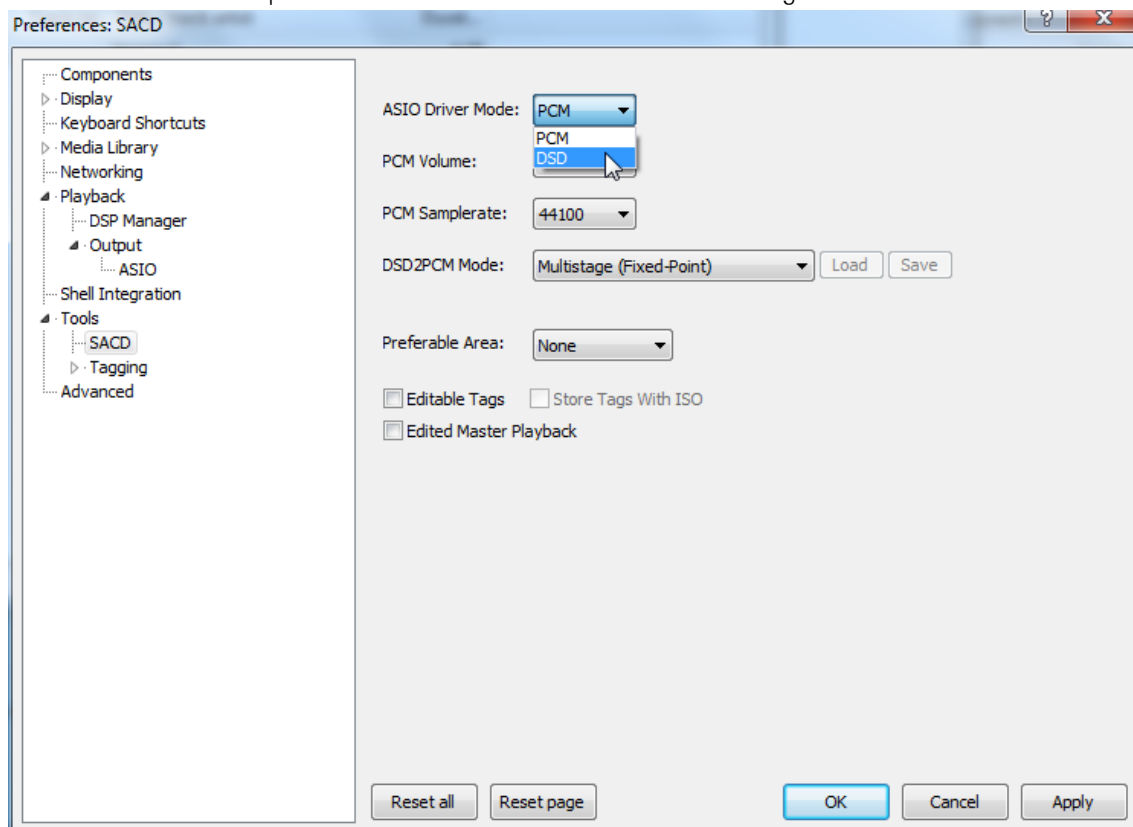 Preferences: SACD
Components
Display
Keyboard Shortcuts
Media Library
Networking
Playback
DSP Manager
Output
ASIO
Shell Integration
Tools
SACD
Tagging
Advanced
ASIO Driver Mode: PCM
PCM
DSD
PCM Volume:
PCM Samplerate: 44100
DSD2PCM Mode: Multistage (Fixed-Point) Load Save
Preferable Area: None
Editable Tags Store Tags With ISO
Edited Master Playback
Reset all Reset page OK Cancel Apply